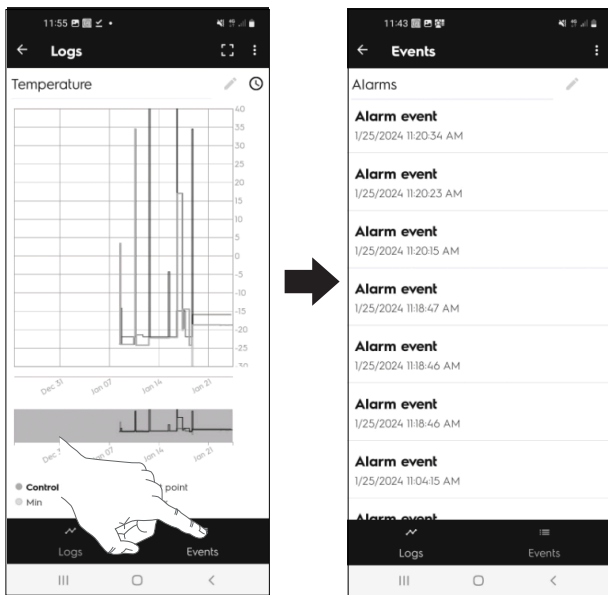 11:55
Logs
Temperature
40
35
30
25
20
15
10
5
0
-5
-10
-15
-20
-25
-30
Dec 31
Jan 07
Jan 14
Jan 21
Dec
Jan 07
Jan 14
Jan 21
Control
point
Min
Logs
Events
11:43
Events
Alarms
Alarm event
1/25/2024 11:20:34 AM
Alarm event
1/25/2024 11:20:23 AM
Alarm event
1/25/2024 11:20:15 AM
Alarm event
1/25/2024 11:18:47 AM
Alarm event
1/25/2024 11:18:46 AM
Alarm event
1/25/2024 11:18:46 AM
Alarm event
1/25/2024 11:04:15 AM
Alarm event
Logs
Events